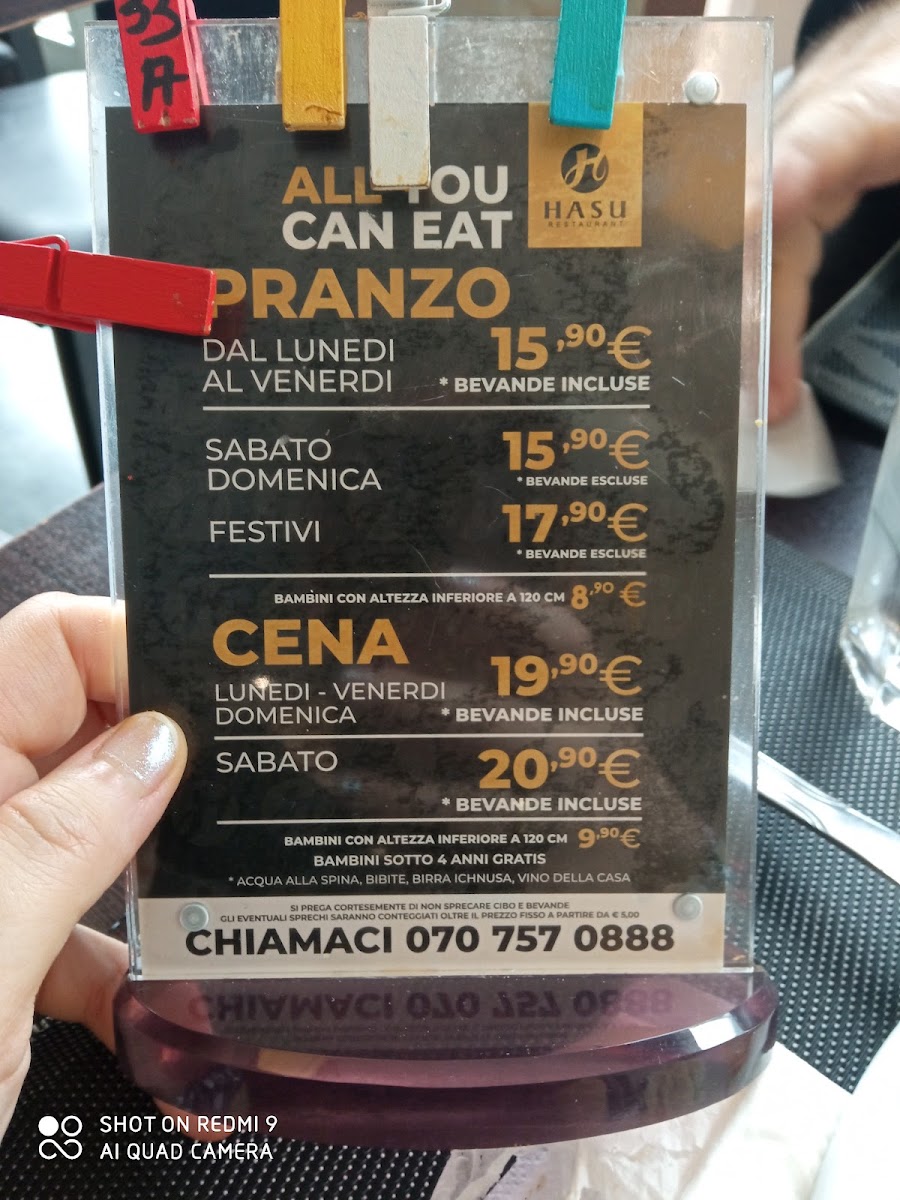 33
A
ALL YOU
CAN EAT
HASU
RESTAURANT
PRANZO
DAL LUNEDI
AL VENERDI
15,90€
* BEVANDE INCLUSE
SABATO
DOMENICA
15,90€
* BEVANDE ESCLUSE
FESTIVI
17,90€
* BEVANDE ESCLUSE
BAMBINI CON ALTEZZA INFERIORE A 120 CM 8,90 €
CENA
LUNEDI - VENERDI
DOMENICA
19,90€
* BEVANDE INCLUSE
SABATO
20,90€
* BEVANDE INCLUSE
BAMBINI CON ALTEZZA INFERIORE A 120 CM 9,90€
BAMBINI SOTTO 4 ANNI GRATIS
* ACQUA ALLA SPINA, BIBITE, BIRRA ICHNUSA, VINO DELLA CASA
SI PREGA CORTESEMENTE DI NON SPRECARE CIBO E BEVANDE
GLI EVENTUALI SPRECHI SARANNO CONTEGGIATI OLTRE IL PREZZO FISSO A PARTIRE DA € 5,00
CHIAMACI 070 757 0888
SHOT ON REDMI 9
AI QUAD CAMERA